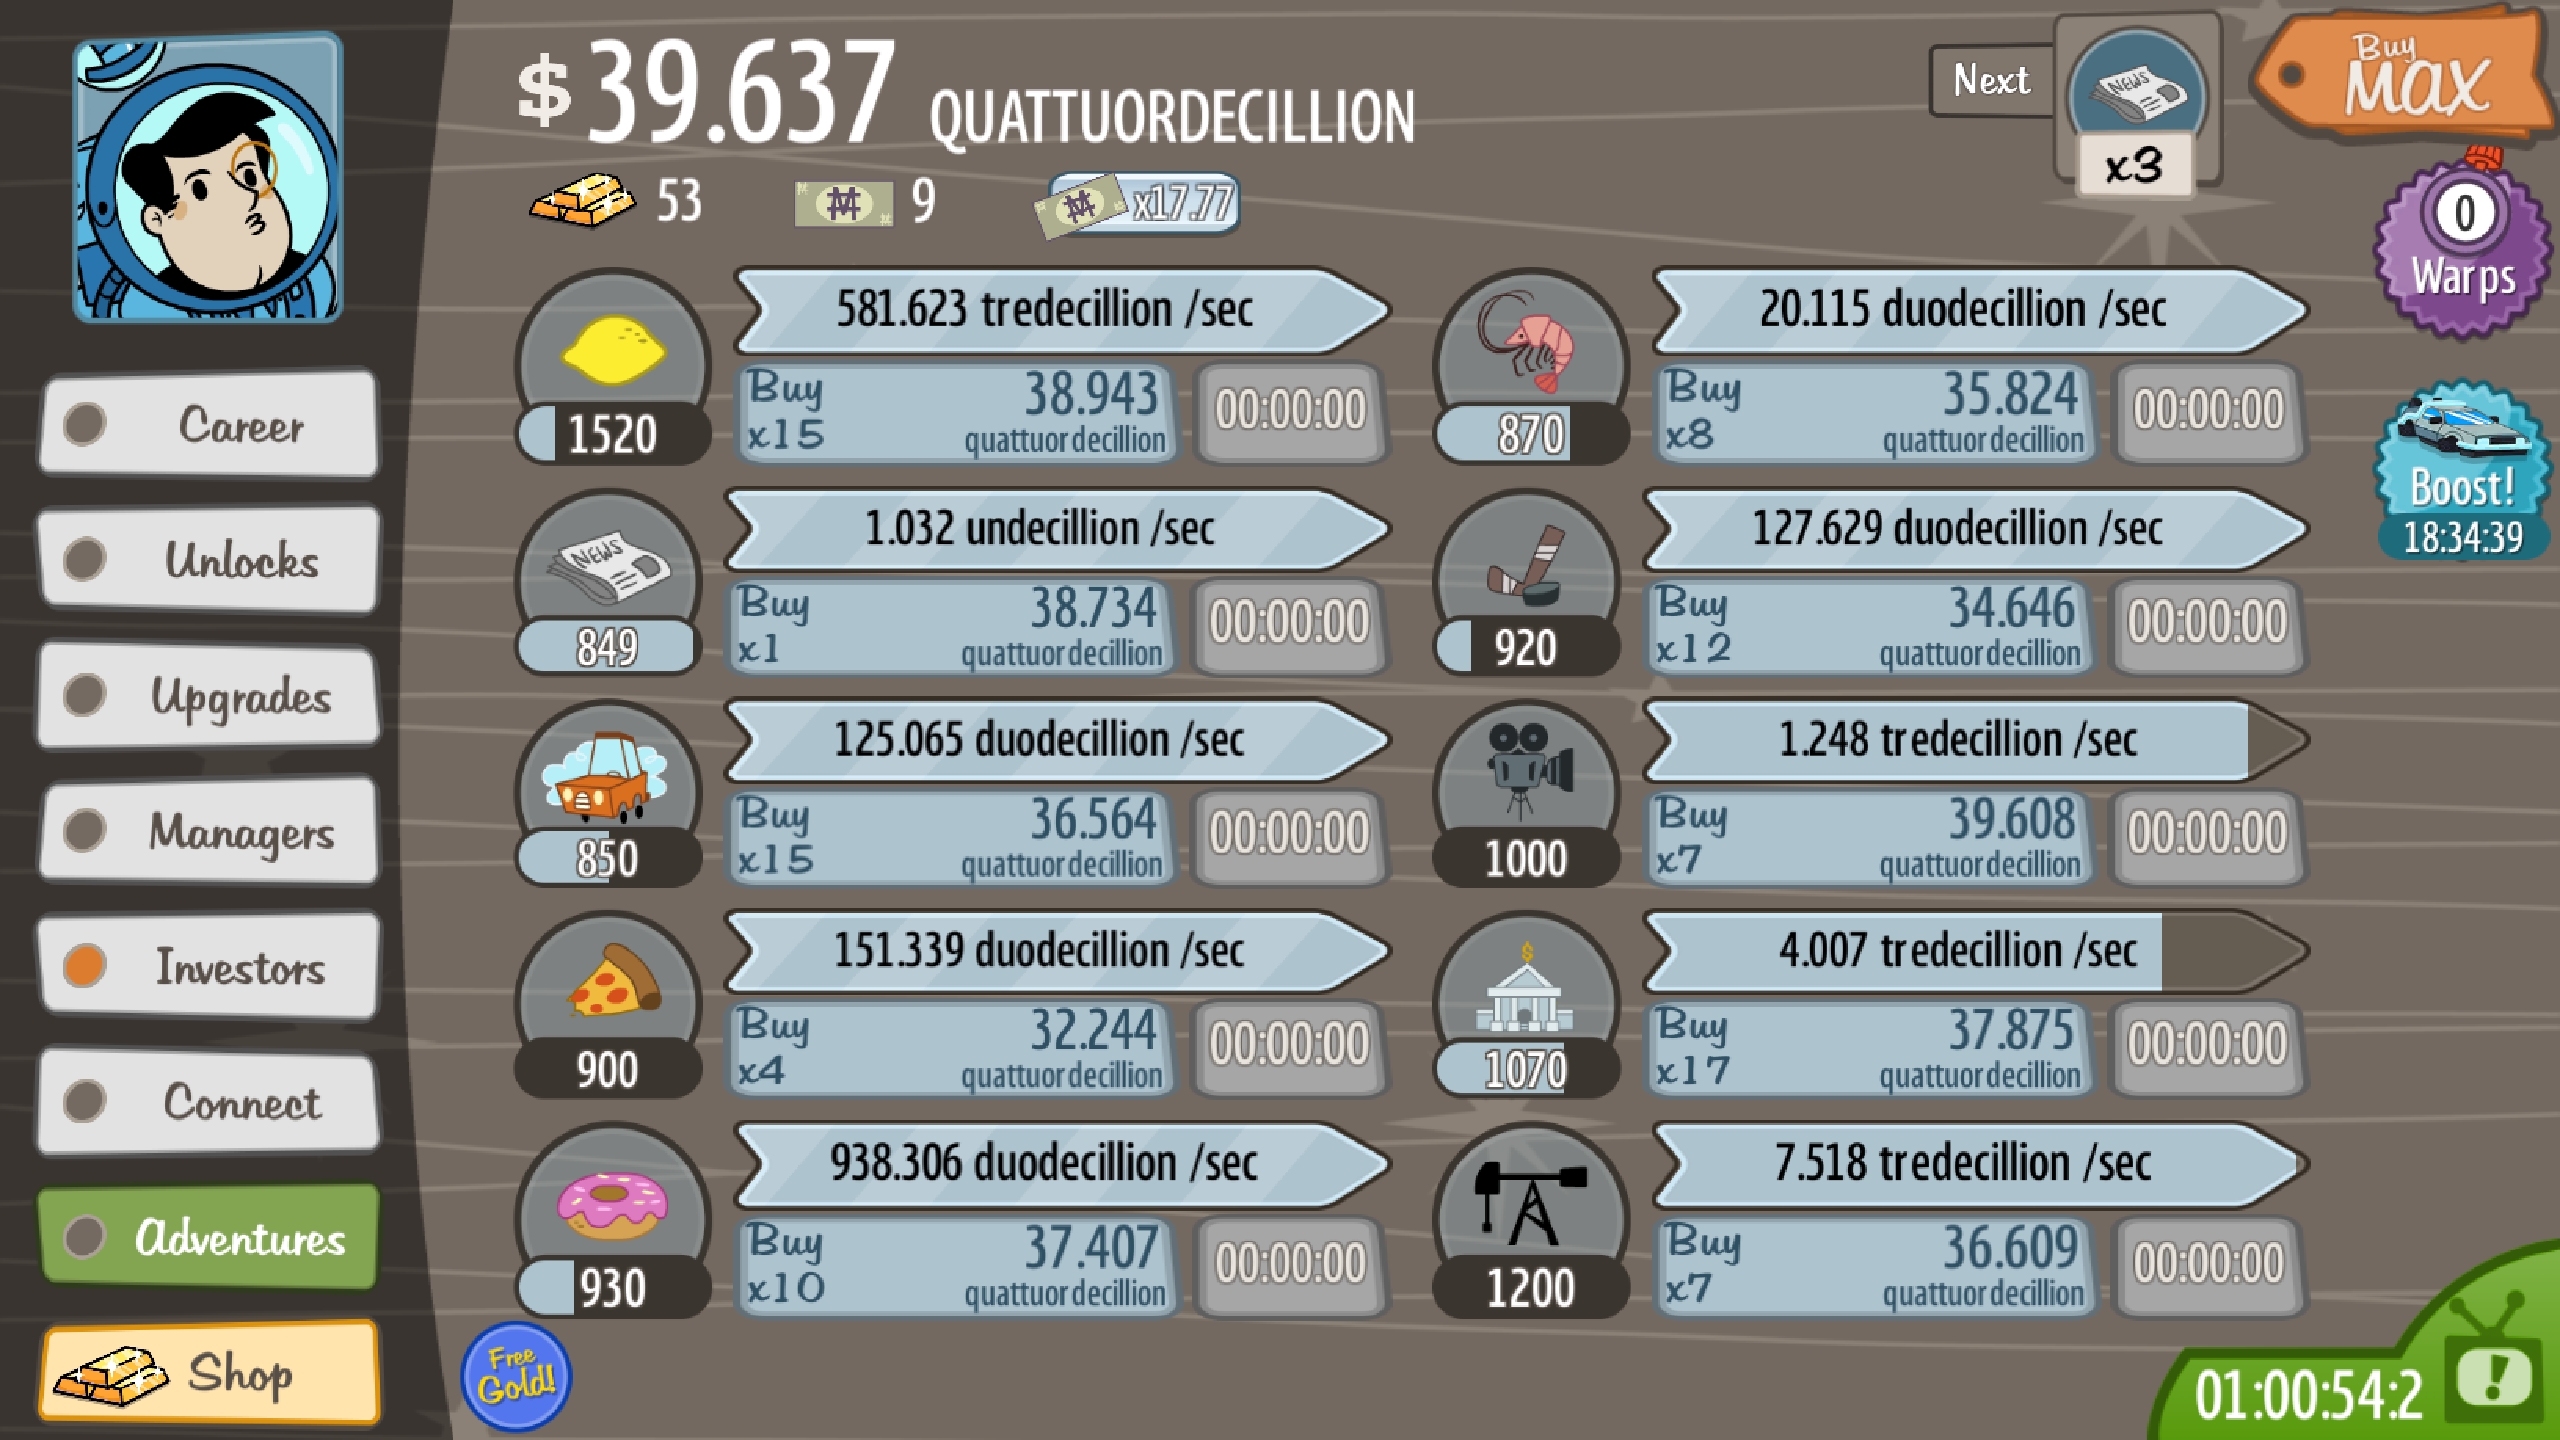 $ 39.637 QUATTUORDECILLION
Next
x3
Buy
MAX
53
9
x17.77
0
Warps
Boost!
18:34:39
Career
Unlocks
Upgrades
Managers
Investors
Connect
Adventures
Shop
581.623 tredecillion /sec
1520
Buy
x15
38.943
quattuordecillion
00:00:00
NEWS
1.032 undecillion /sec
849
Buy
x1
38.734
quattuordecillion
00:00:00
125.065 duodecillion /sec
850
Buy
x15
36.564
quattuordecillion
00:00:00
151.339 duodecillion /sec
900
Buy
x4
32.244
quattuordecillion
00:00:00
938.306 duodecillion /sec
930
Buy
x10
37.407
quattuordecillion
00:00:00
20.115 duodecillion /sec
870
Buy
x8
35.824
quattuordecillion
00:00:00
127.629 duodecillion /sec
920
Buy
x12
34.646
quattuordecillion
00:00:00
1.248 tredecillion /sec
1000
Buy
x7
39.608
quattuordecillion
00:00:00
4.007 tredecillion /sec
1070
Buy
x17
37.875
quattuordecillion
00:00:00
7.518 tredecillion /sec
1200
Buy
x7
36.609
quattuordecillion
00:00:00
Free
Gold!
01:00:54:2
NEWS